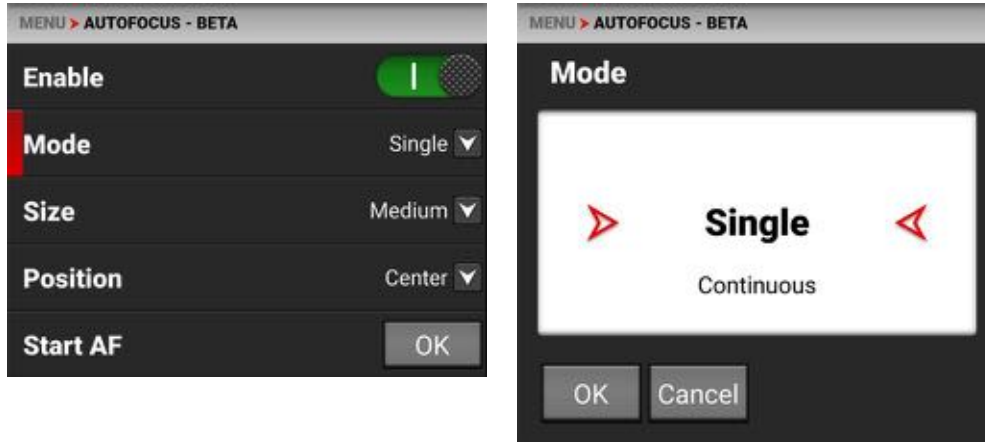 MENU > AUTOFOCUS - BETA
Enable
Mode Single
Size Medium
Position Center
Start AF OK
MENU > AUTOFOCUS - BETA
Mode
Single
Continuous
OK Cancel